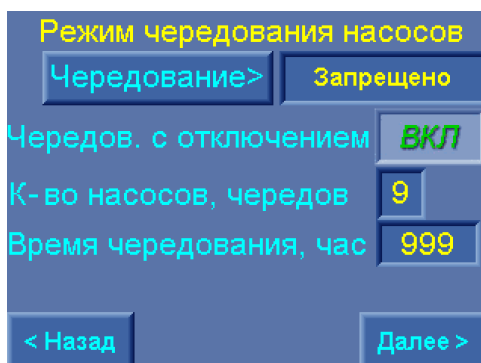 Режим чередования насосов
Чередование> Запрещено
Чередов. с отключением ВКЛ
К-во насосов, чередов 9
Время чередования, час 999
< Назад Далее >